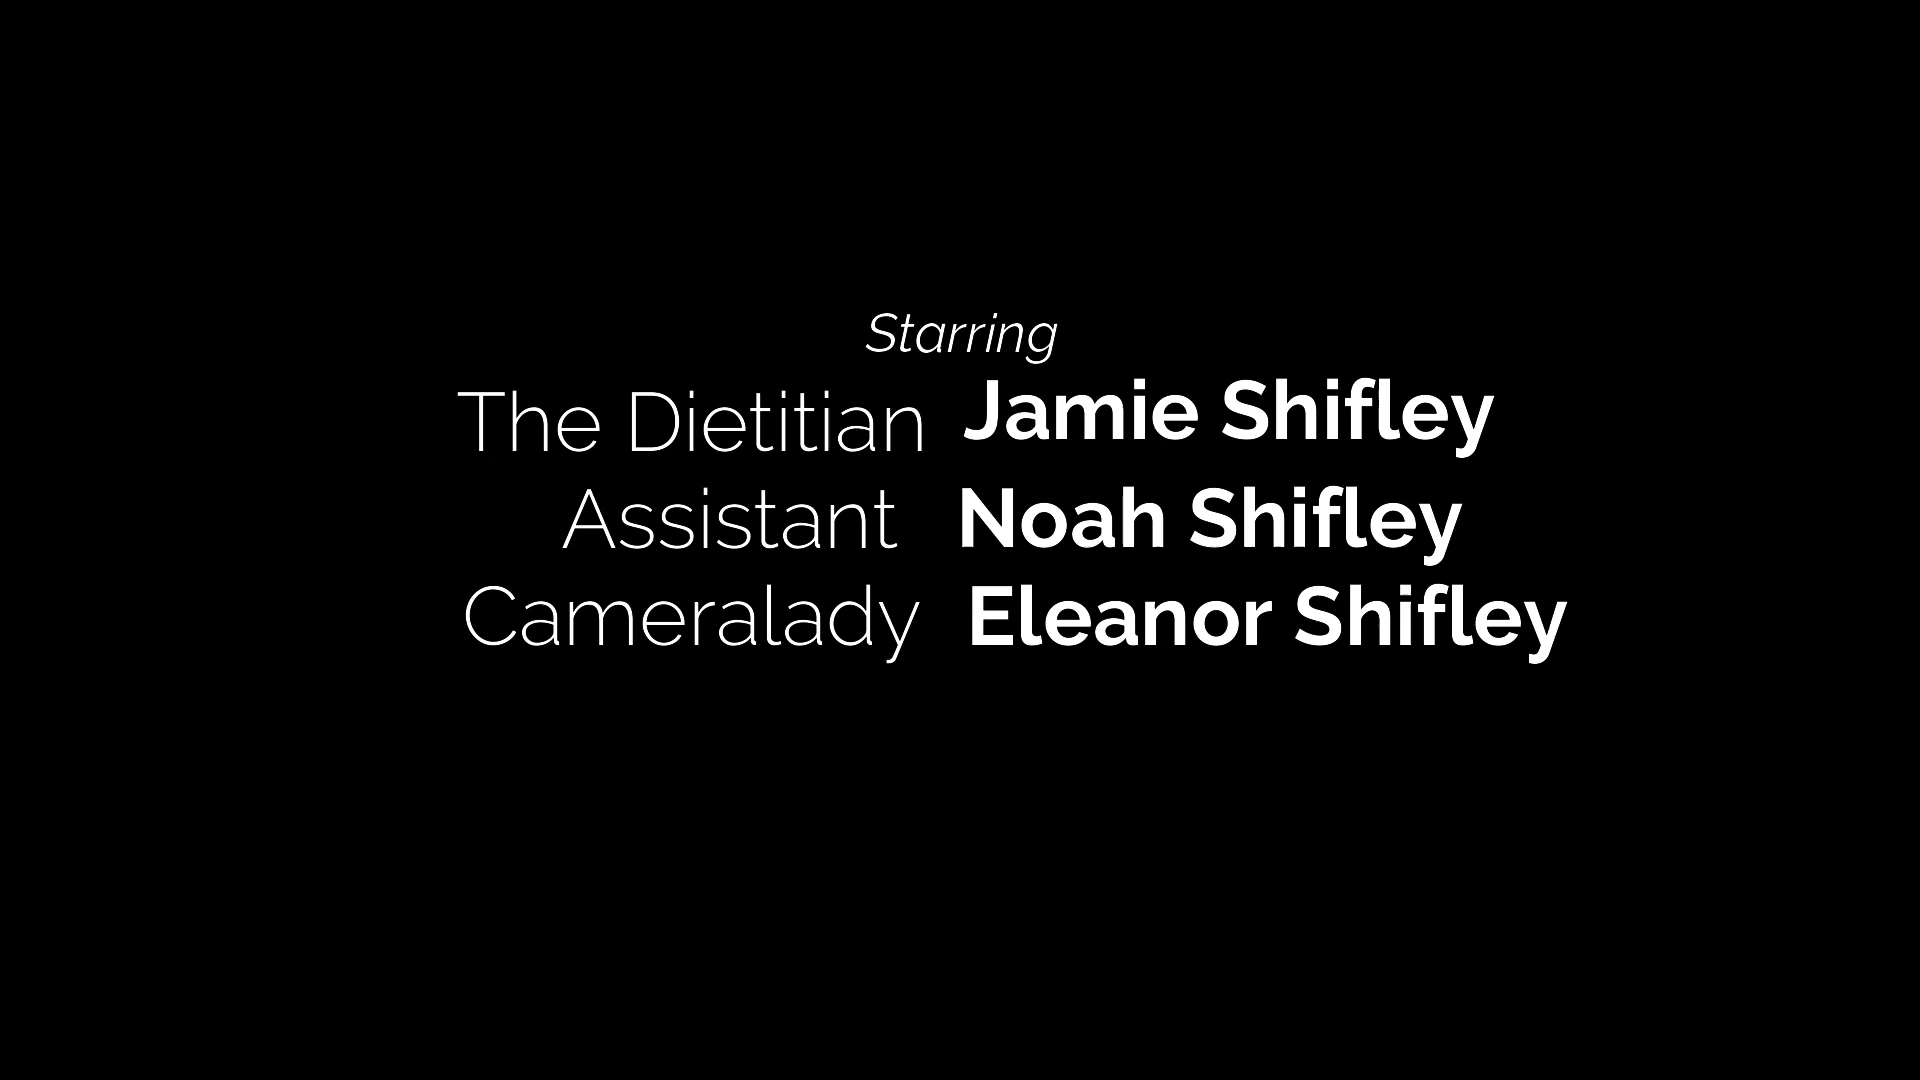 Starring
The Dietitian Jamie Shifley
Assistant Noah Shifley
Cameralady Eleanor Shifley